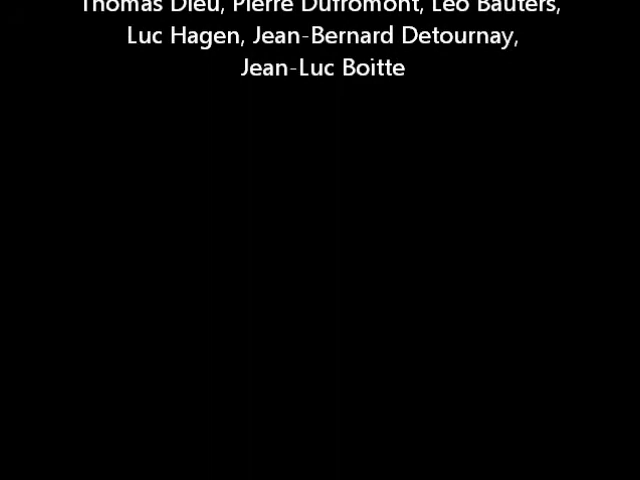 Thomas Dieu, Pierre Dufromont, Léo Bauters,
Luc Hagen, Jean-Bernard Detournay,
Jean-Luc Boitte